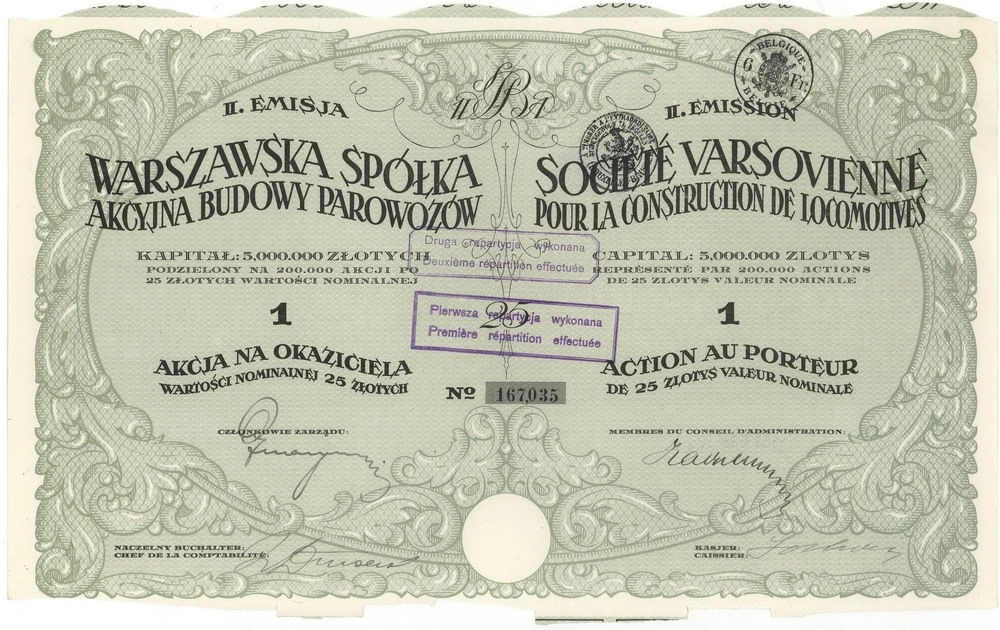 II. EMISJA
WARSZAWSKA SPÓŁKA
AKCYJNA BUDOWY PAROWOZÓW
KAPITAŁ: 5,000.000 ZŁOTYCH
PODZIELONY NA 200.000 AKCJI PO
25 ZŁOTYCH WARTOŚCI NOMINALNEJ
1
AKCJA NA OKAZICIELA
WARTOŚCI NOMINALNEJ 25 ZŁOTYCH
CZŁONKOWIE ZARZĄDU:
NACZELNY BUCHALTER:
CHEF DE LA COMPTABILITÉ:
BELGIQUE
6 Fr.
II. EMISSION
SOCIÉTÉ VARSOVIENNE
POUR LA CONSTRUCTION DE LOCOMOTIVES
CAPITAL: 5,000.000 ZLOTYS
REPRÉSENTÉ PAR 200.000 ACTIONS
DE 25 ZLOTYS VALEUR NOMINALE
1
ACTION AU PORTEUR
DE 25 ZLOTYS VALEUR NOMINALE
MEMBRES DU CONSEIL D'ADMINISTRATION:
KASJER:
CAISSIER:
Druga repartycja wykonana
Deuxième répartition effectuée
25
Pierwsza repartycja wykonana
Première répartition effectuée
No 167,035